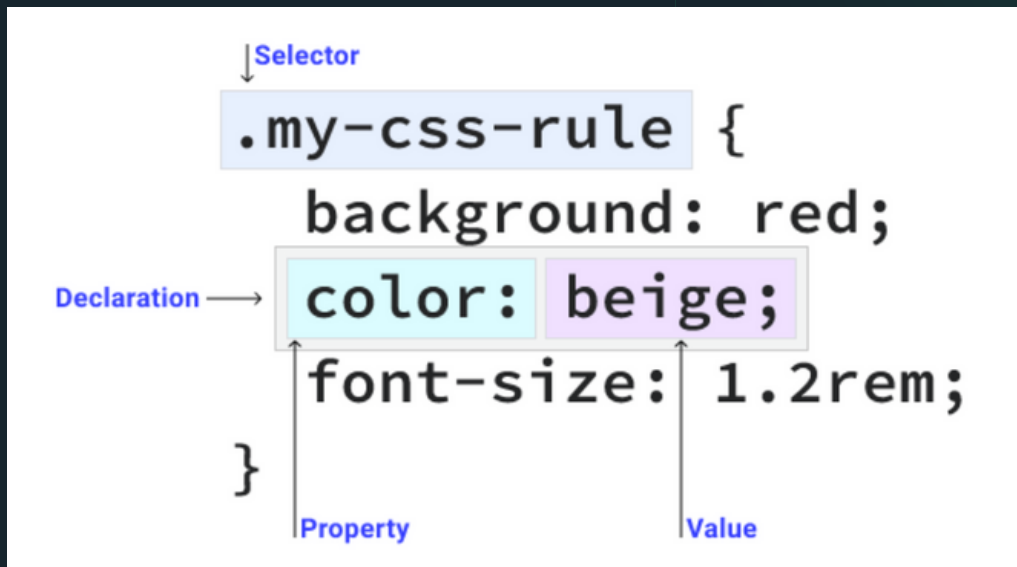 Selector
.my-css-rule {
background: red;
Declaration
color: beige;
font-size: 1.2rem;
}
Property
Value